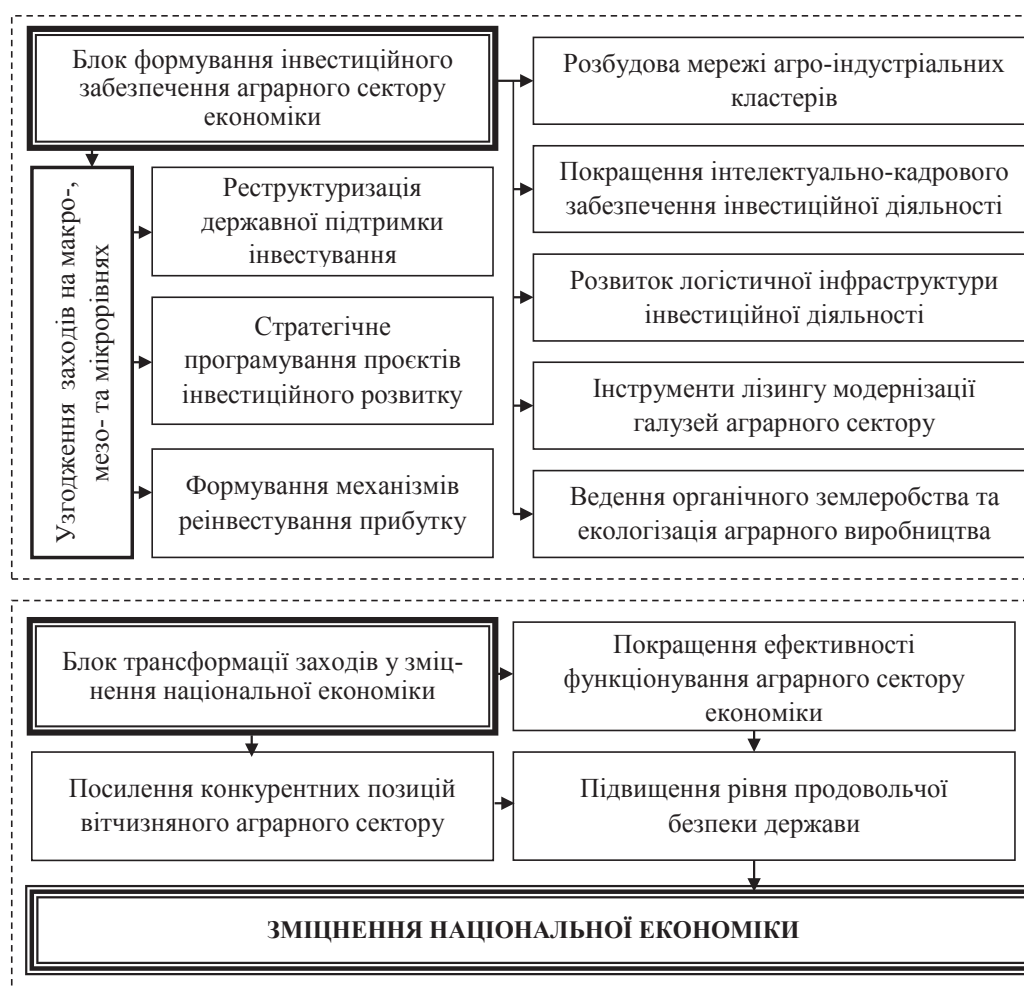 Блок формування інвестиційного
забезпечення аграрного сектору
економіки
Узгодження заходів на макро-,
мезо- та мікрорівнях
Реструктуризація
державної підтримки
інвестування
Стратегічне
програмування проєктів
інвестиційного розвитку
Формування механізмів
реінвестування прибутку
Розбудова мережі агро-індустріальних
кластерів
Покращення інтелектуально-кадрового
забезпечення інвестиційної діяльності
Розвиток логістичної інфраструктури
інвестиційної діяльності
Інструменти лізингу модернізації
галузей аграрного сектору
Ведення органічного землеробства та
екологізація аграрного виробництва
Блок трансформації заходів у зміц-
нення національної економіки
Покращення ефективності
функціонування аграрного сектору
економіки
Посилення конкурентних позицій
вітчизняного аграрного сектору
Підвищення рівня продовольчої
безпеки держави
ЗМІЦНЕННЯ НАЦІОНАЛЬНОЇ ЕКОНОМІКИ